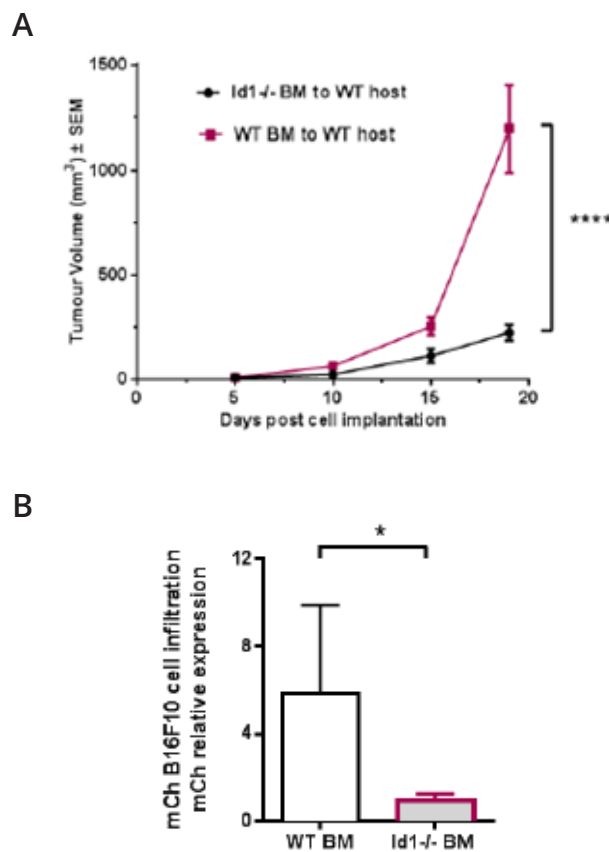 A
Tumour Volume (mm³) ± SEM
1500
1000
500
0
Id1-/- BM to WT host
WT BM to WT host
****
0
5
10
15
20
Days post cell implantation
B
mCh B16F10 cell infiltration
mCh relative expression
12
8
4
0
*
WT BM
Id1-/- BM